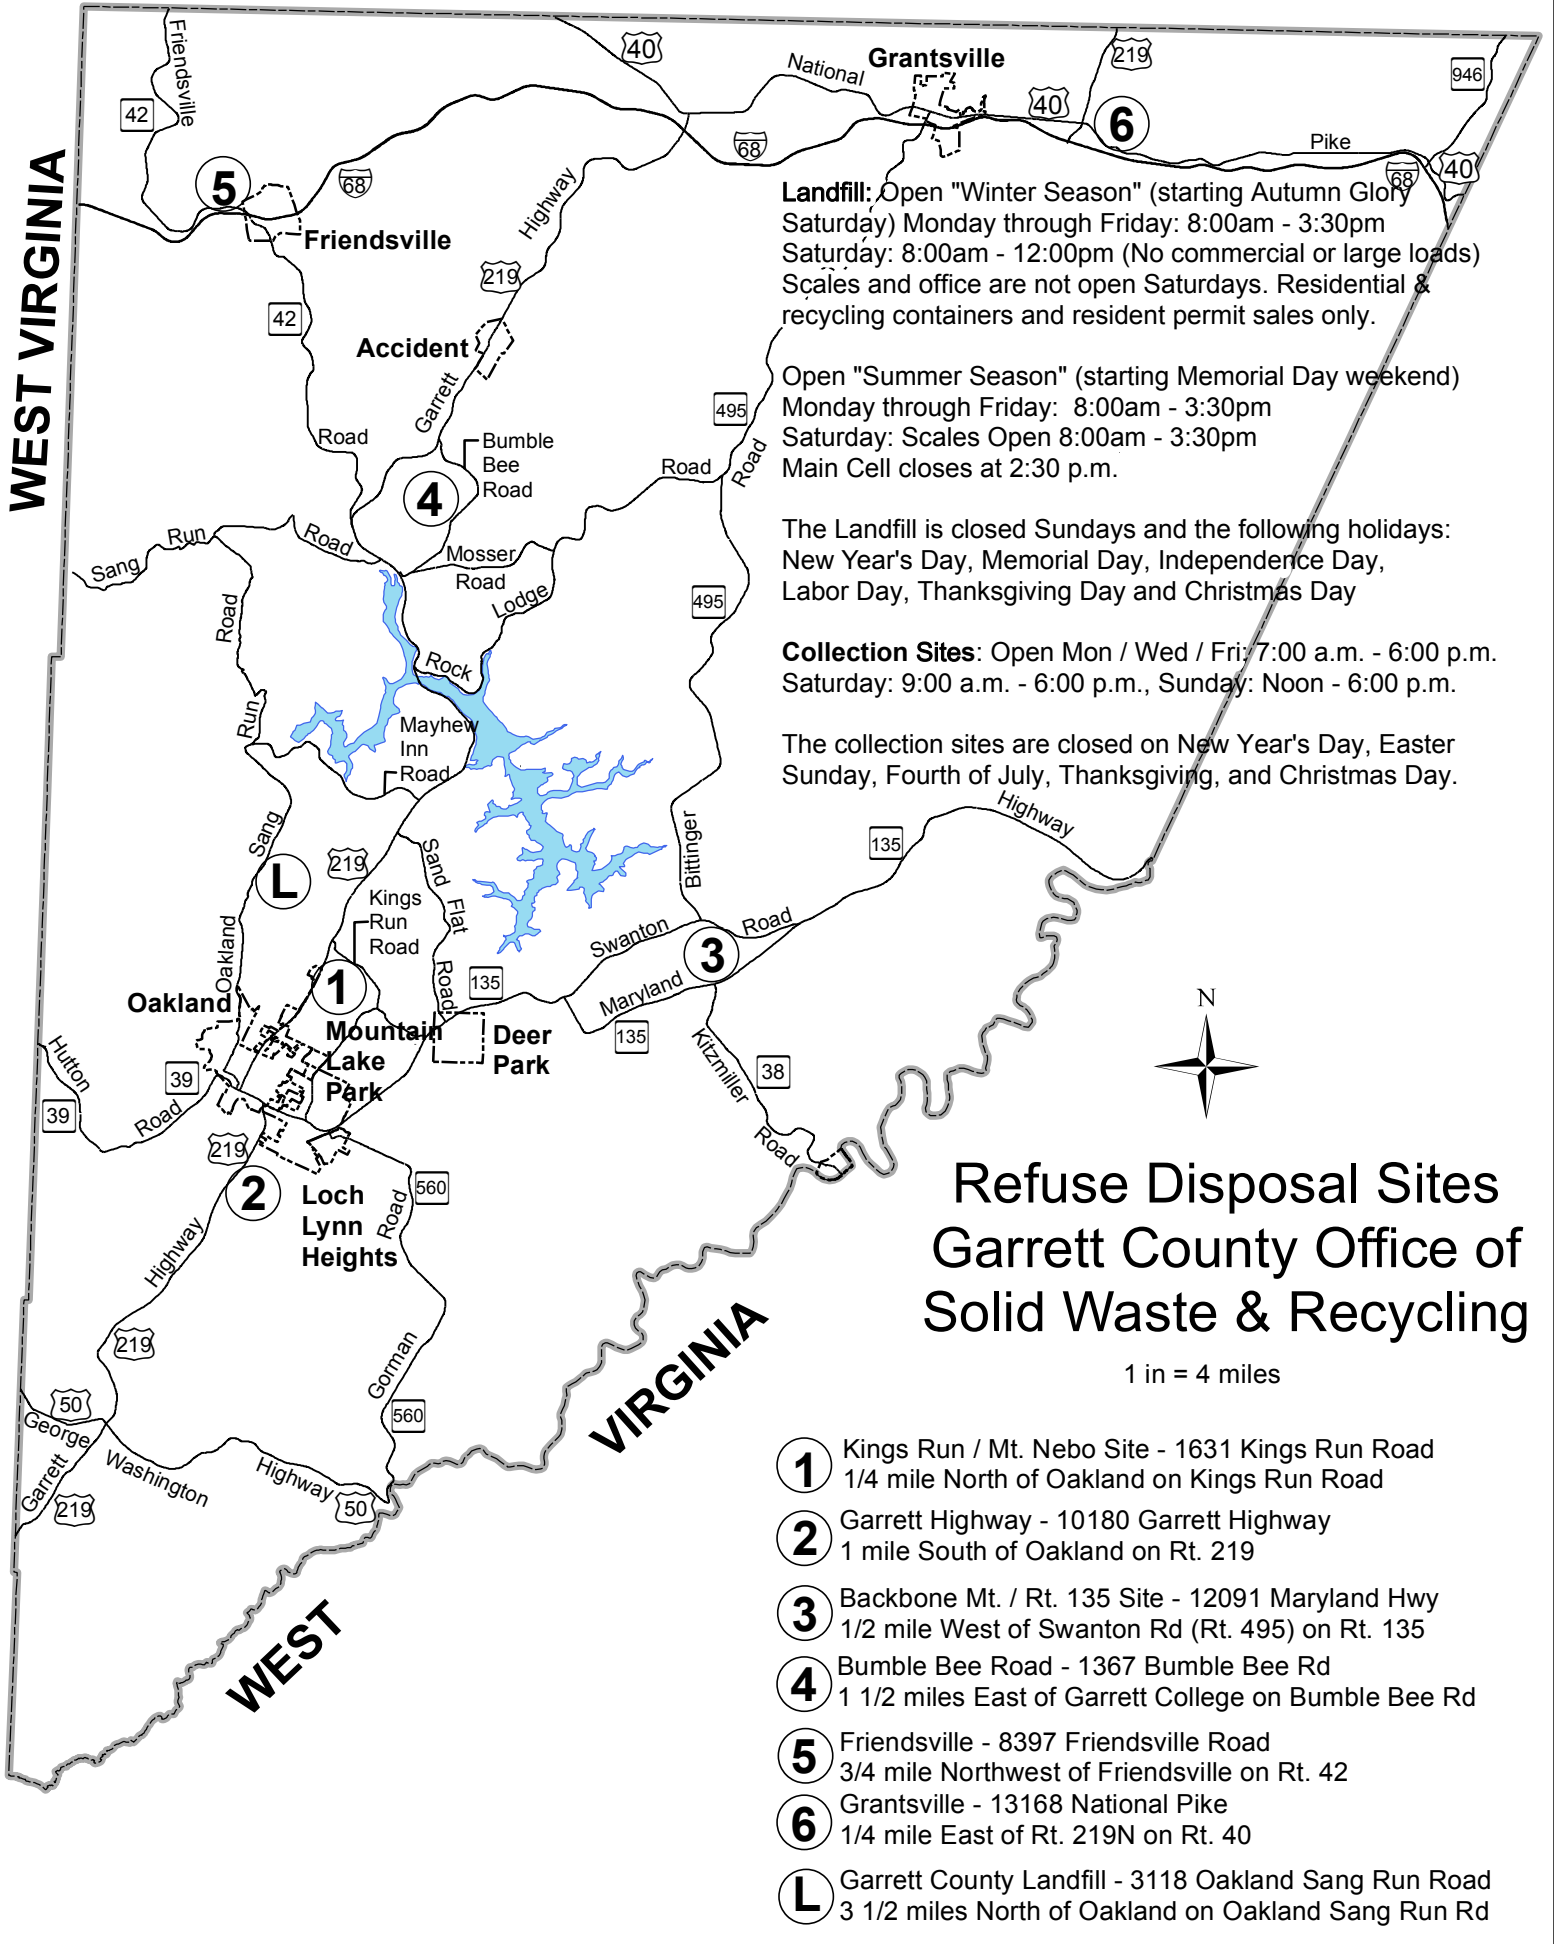 Friendsville
42
40
National
Grantsville
219
40
6
946
Pike
68
40
68
5
68
Friendsville
Highway
219
42
Accident
Garrett
Road
Bumble
Bee
Road
4
495
Road
Road
WEST VIRGINIA
Landfill: Open "Winter Season" (starting Autumn Glory
Saturday) Monday through Friday: 8:00am - 3:30pm
Saturday: 8:00am - 12:00pm (No commercial or large loads)
Scales and office are not open Saturdays. Residential &
recycling containers and resident permit sales only.
Open "Summer Season" (starting Memorial Day weekend)
Monday through Friday:  8:00am - 3:30pm
Saturday: Scales Open 8:00am - 3:30pm
Main Cell closes at 2:30 p.m.
The Landfill is closed Sundays and the following holidays:
New Year's Day, Memorial Day, Independence Day,
Labor Day, Thanksgiving Day and Christmas Day
Collection Sites: Open Mon / Wed / Fri: 7:00 a.m. - 6:00 p.m.
Saturday: 9:00 a.m. - 6:00 p.m., Sunday: Noon - 6:00 p.m.
The collection sites are closed on New Year's Day, Easter
Sunday, Fourth of July, Thanksgiving, and Christmas Day.
Sang
Run
Road
Mosser
Road
Lodge
495
Road
Rock
Run
Mayhew
Inn
Road
Sang
L
219
Sand
Flat
Road
Bittinger
135
Highway
Kings
Run
Road
Swanton
Road
3
Oakland
1
135
Maryland
135
Oakland
Mountain
Lake
Park
Deer
Park
N
Hutton
39
39
Road
Kitzmiller
38
Road
219
2
Loch
Lynn
Heights
560
Road
Highway
219
Gorman
560
50
George
Washington
Highway
50
Garrett
219
WEST
VIRGINIA
Refuse Disposal Sites
Garrett County Office of
Solid Waste & Recycling
1 in = 4 miles
1 Kings Run / Mt. Nebo Site - 1631 Kings Run Road
1/4 mile North of Oakland on Kings Run Road
2 Garrett Highway - 10180 Garrett Highway
1 mile South of Oakland on Rt. 219
3 Backbone Mt. / Rt. 135 Site - 12091 Maryland Hwy
1/2 mile West of Swanton Rd (Rt. 495) on Rt. 135
4 Bumble Bee Road - 1367 Bumble Bee Rd
1 1/2 miles East of Garrett College on Bumble Bee Rd
5 Friendsville - 8397 Friendsville Road
3/4 mile Northwest of Friendsville on Rt. 42
6 Grantsville - 13168 National Pike
1/4 mile East of Rt. 219N on Rt. 40
L Garrett County Landfill - 3118 Oakland Sang Run Road
3 1/2 miles North of Oakland on Oakland Sang Run Rd